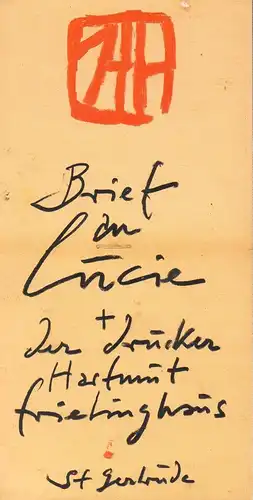 Brief
an
Lucie
+
der drucker
Hartmut
frielinghaus
St gertrude